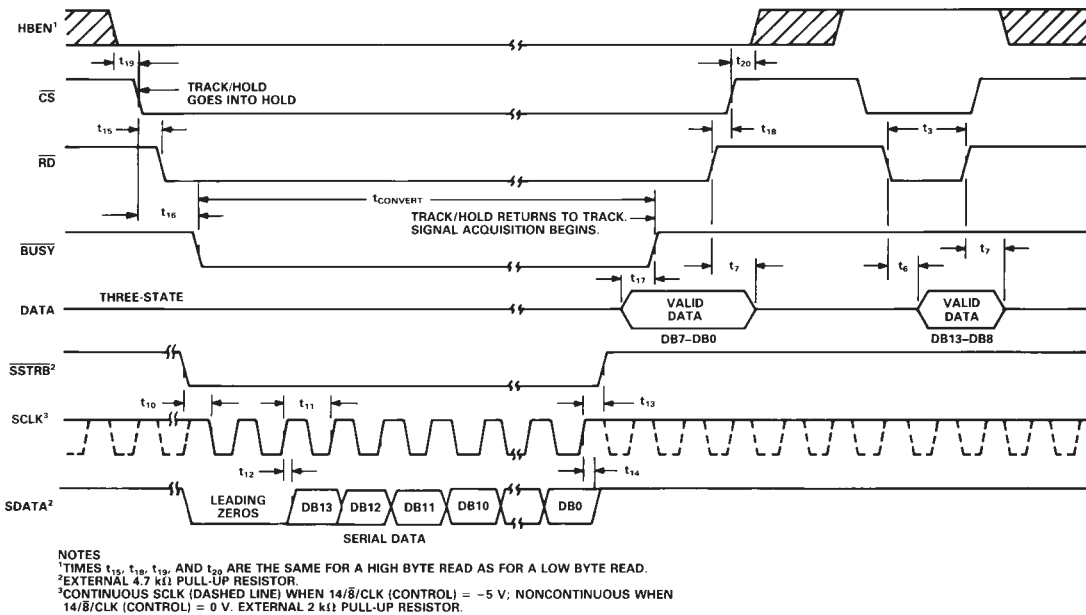 HBEN¹
t19
t20
CS
TRACK/HOLD
GOES INTO HOLD
t15
t18
t3
RD
tCONVERT
t16
TRACK/HOLD RETURNS TO TRACK.
SIGNAL ACQUISITION BEGINS.
BUSY
t7
t7
t17
t6
THREE-STATE
DATA
VALID
DATA
VALID
DATA
DB7–DB0
DB13–DB8
SSTRB²
t10
t11
t13
SCLK³
t12
t14
SDATA²
LEADING
ZEROS
DB13
DB12
DB11
DB10
DB0
SERIAL DATA
NOTES
¹TIMES t15, t18, t19, AND t20 ARE THE SAME FOR A HIGH BYTE READ AS FOR A LOW BYTE READ.
²EXTERNAL 4.7 kΩ PULL-UP RESISTOR.
³CONTINUOUS SCLK (DASHED LINE) WHEN 14/8̅/CLK (CONTROL) = –5 V; NONCONTINUOUS WHEN
14/8̅/CLK (CONTROL) = 0 V. EXTERNAL 2 kΩ PULL-UP RESISTOR.